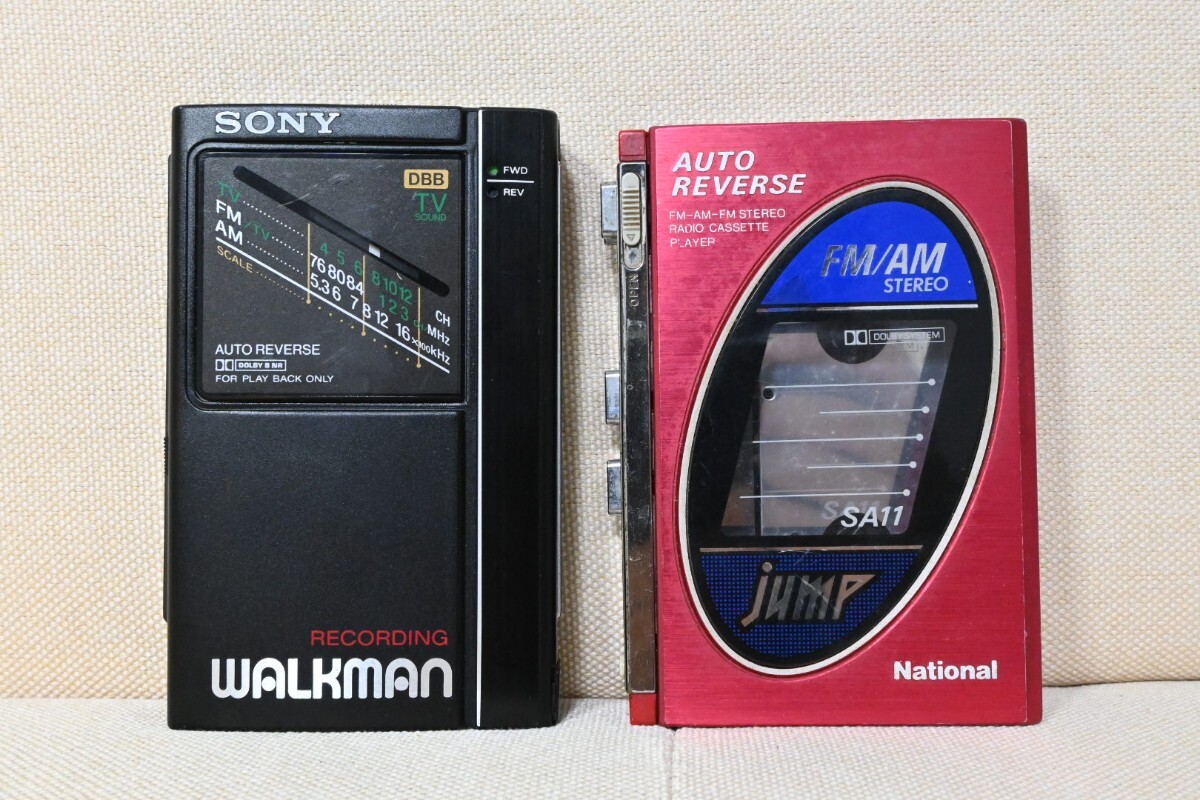 SONY
DBB
TV
SOUND
FWD
REV
TV
FM /TV
AM
SCALE
4 5 6 8 10 12 CH
76 80 84 1 2 3 CH MHz
5.3 6 7 8 12 16 ×100kHz
AUTO REVERSE
DOLBY B NR
FOR PLAY BACK ONLY
RECORDING
WALKMAN
AUTO
REVERSE
FM-AM-FM STEREO
RADIO CASSETTE
PLAYER
OPEN
FM/AM
STEREO
DOLBY SYSTEM
SA11
jump
National